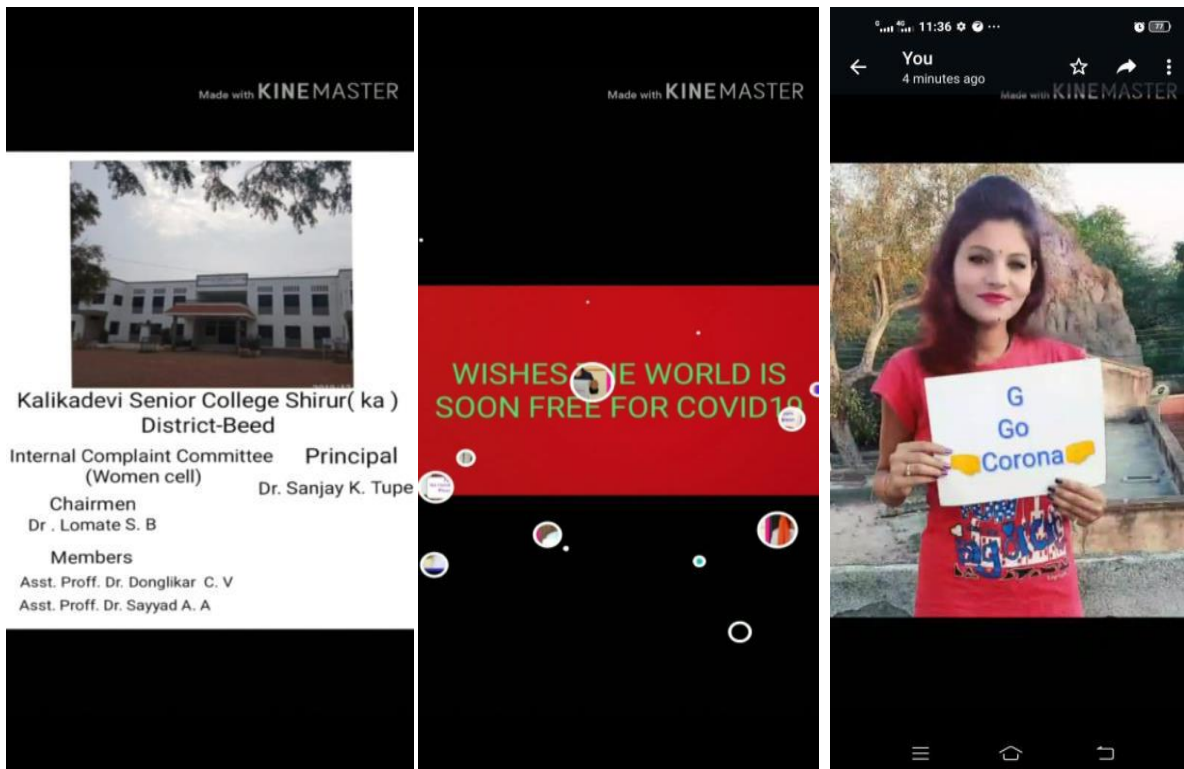 Made with KINEMASTER
Kalikadevi Senior College Shirur( ka )
District-Beed
Internal Complaint Committee
(Women cell)
Principal
Dr. Sanjay K. Tupe
Chairmen
Dr . Lomate S. B
Members
Asst. Proff. Dr. Donglikar C. V
Asst. Proff. Dr. Sayyad A. A
Made with KINEMASTER
WISHES THE WORLD IS
SOON FREE FOR COVID19
11:36
77
You
4 minutes ago
Made with KINEMASTER
G
Go
Corona